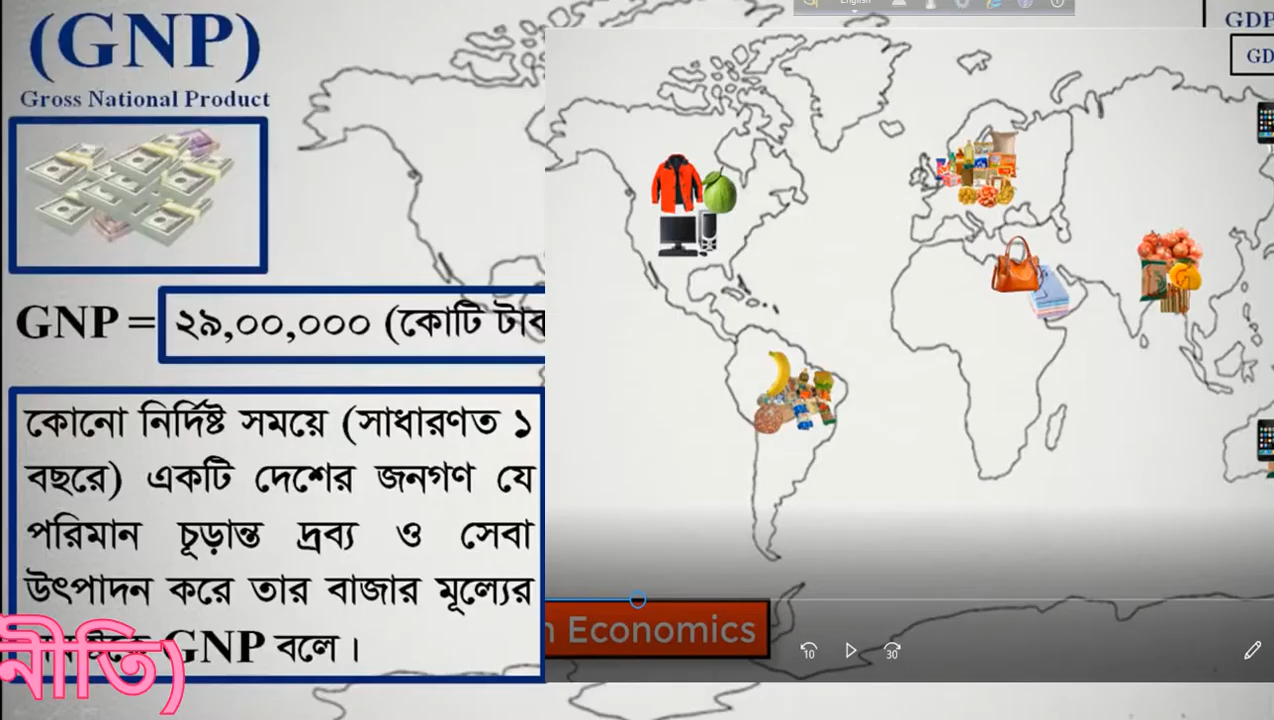 (GNP)
Gross National Product
GNP = ২৯,০০,০০০ (কোটি
কোনো নির্দিষ্ট সময়ে (সাধারণত ১
বছরে) একটি দেশের জনগণ যে
পরিমান চূড়ান্ত দ্রব্য ও সেবা
উৎপাদন করে তার বাজার মূল্যের
GNP বলে।
নীতি)
English
GDP
GD
Economics
10
30